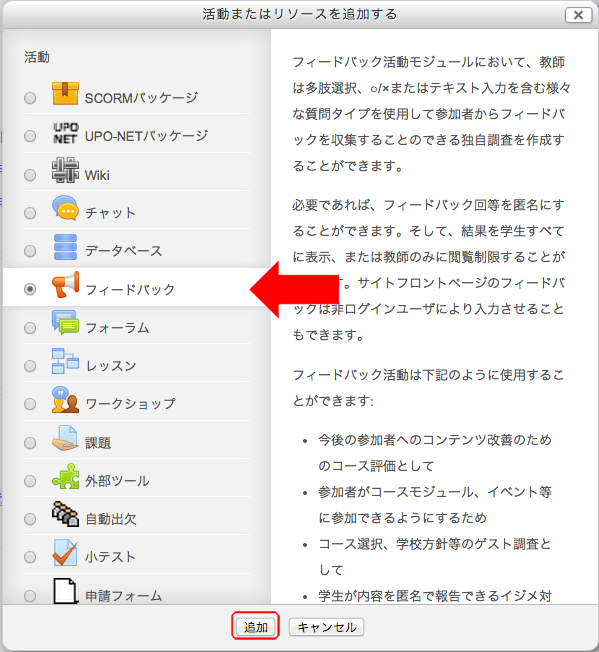 活動またはリソースを追加する
活動
SCORMパッケージ
UPO NET
UPO-NETパッケージ
Wiki
チャット
データベース
フィードバック
フォーラム
レッスン
ワークショップ
課題
外部ツール
自動出欠
小テスト
申請フォーム
フィードバック活動モジュールにおいて、教師
は多肢選択、○/×またはテキスト入力を含む様々
な質問タイプを使用して参加者からフィードバ
ックを収集することのできる独自調査を作成す
ることができます。
必要であれば、フィードバック回等を匿名にす
ることができます。そして、結果を学生すべて
に表示、または教師のみに閲覧制限することが
す。サイトフロントページのフィードバ
ックは非ログインユーザにより入力させること
もできます。
フィードバック活動は下記のように使用するこ
とができます:
• 今後の参加者へのコンテンツ改善のため
のコース評価として
• 参加者がコースモジュール、イベント等
に参加できるようにするため
• コース選択、学校方針等のゲスト調査と
して
• 学生が内容を匿名で報告できるイジメ対
追加
キャンセル